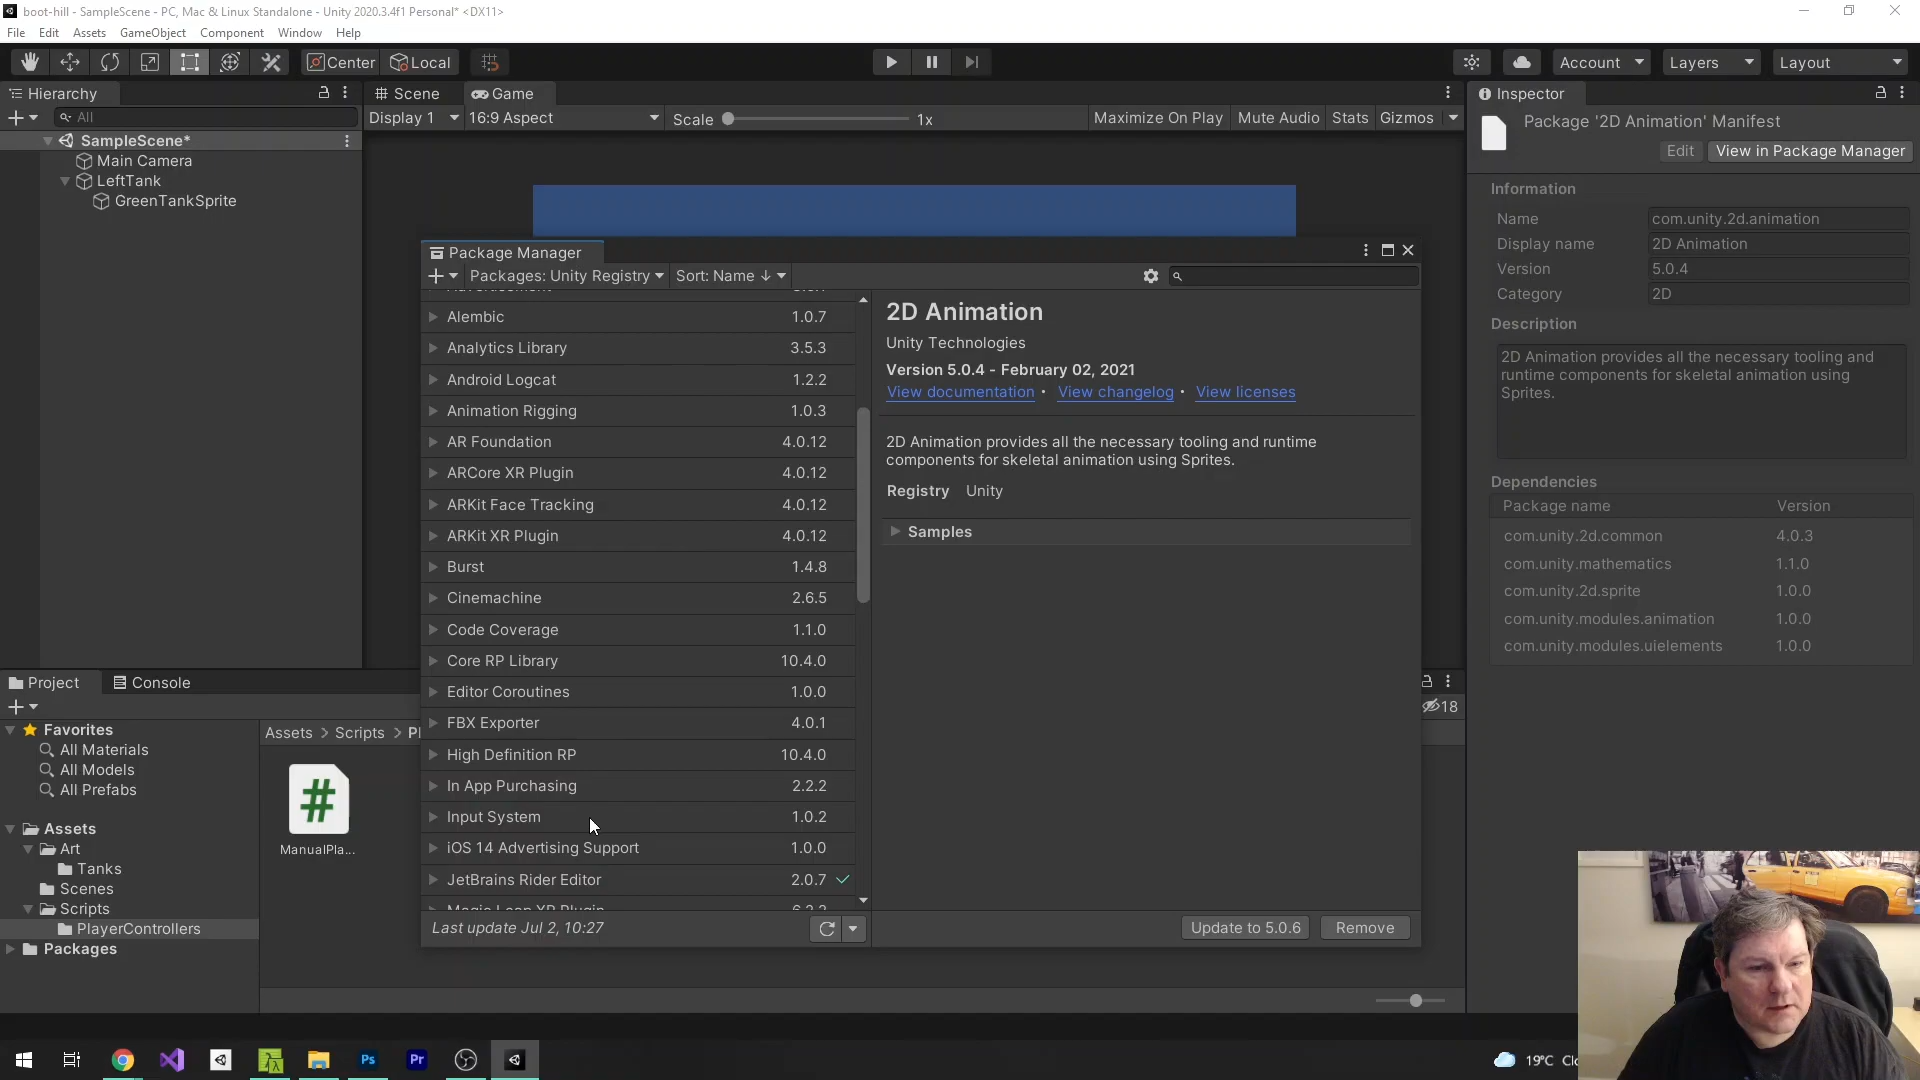 boot-hill - SampleScene - PC, Mac & Linux Standalone - Unity 2020.3.4f1 Personal* <DX11>
File Edit Assets GameObject Component Window Help
Center Local Account Layers Layout
Hierarchy
All
SampleScene*
Main Camera
LeftTank
GreenTankSprite
Scene Game
Display 1 16:9 Aspect Scale 1x Maximize On Play Mute Audio Stats Gizmos
Package Manager
Packages: Unity Registry Sort: Name ↓
Alembic 1.0.7
Analytics Library 3.5.3
Android Logcat 1.2.2
Animation Rigging 1.0.3
AR Foundation 4.0.12
ARCore XR Plugin 4.0.12
ARKit Face Tracking 4.0.12
ARKit XR Plugin 4.0.12
Burst 1.4.8
Cinemachine 2.6.5
Code Coverage 1.1.0
Core RP Library 10.4.0
Editor Coroutines 1.0.0
FBX Exporter 4.0.1
High Definition RP 10.4.0
In App Purchasing 2.2.2
Input System 1.0.2
iOS 14 Advertising Support 1.0.0
JetBrains Rider Editor 2.0.7
Last update Jul 2, 10:27
2D Animation
Unity Technologies
Version 5.0.4 - February 02, 2021
View documentation • View changelog • View licenses
2D Animation provides all the necessary tooling and runtime
components for skeletal animation using Sprites.
Registry Unity
Samples
Update to 5.0.6 Remove
Inspector
Package '2D Animation' Manifest
Edit View in Package Manager
Information
Name com.unity.2d.animation
Display name 2D Animation
Version 5.0.4
Category 2D
Description
2D Animation provides all the necessary tooling and
runtime components for skeletal animation using
Sprites.
Dependencies
Package name Version
com.unity.2d.common 4.0.3
com.unity.mathematics 1.1.0
com.unity.2d.sprite 1.0.0
com.unity.modules.animation 1.0.0
com.unity.modules.uielements 1.0.0
Project Console
18
Favorites
All Materials
All Models
All Prefabs
Assets
Art
Tanks
Scenes
Scripts
PlayerControllers
Packages
Assets > Scripts > Pl
#
ManualPla...
Ps Pr
19°C